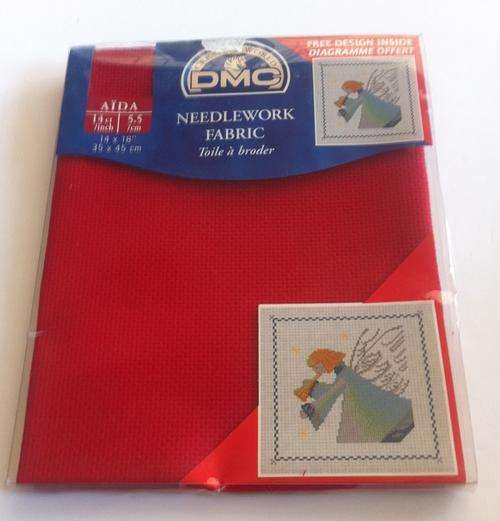 FREE DESIGN INSIDE
DIAGRAMME OFFERT
DMC
AÏDA
14 ct 5.5
/inch /cm
14 x 18"
35 x 45 cm
NEEDLEWORK
FABRIC
Toile à broder